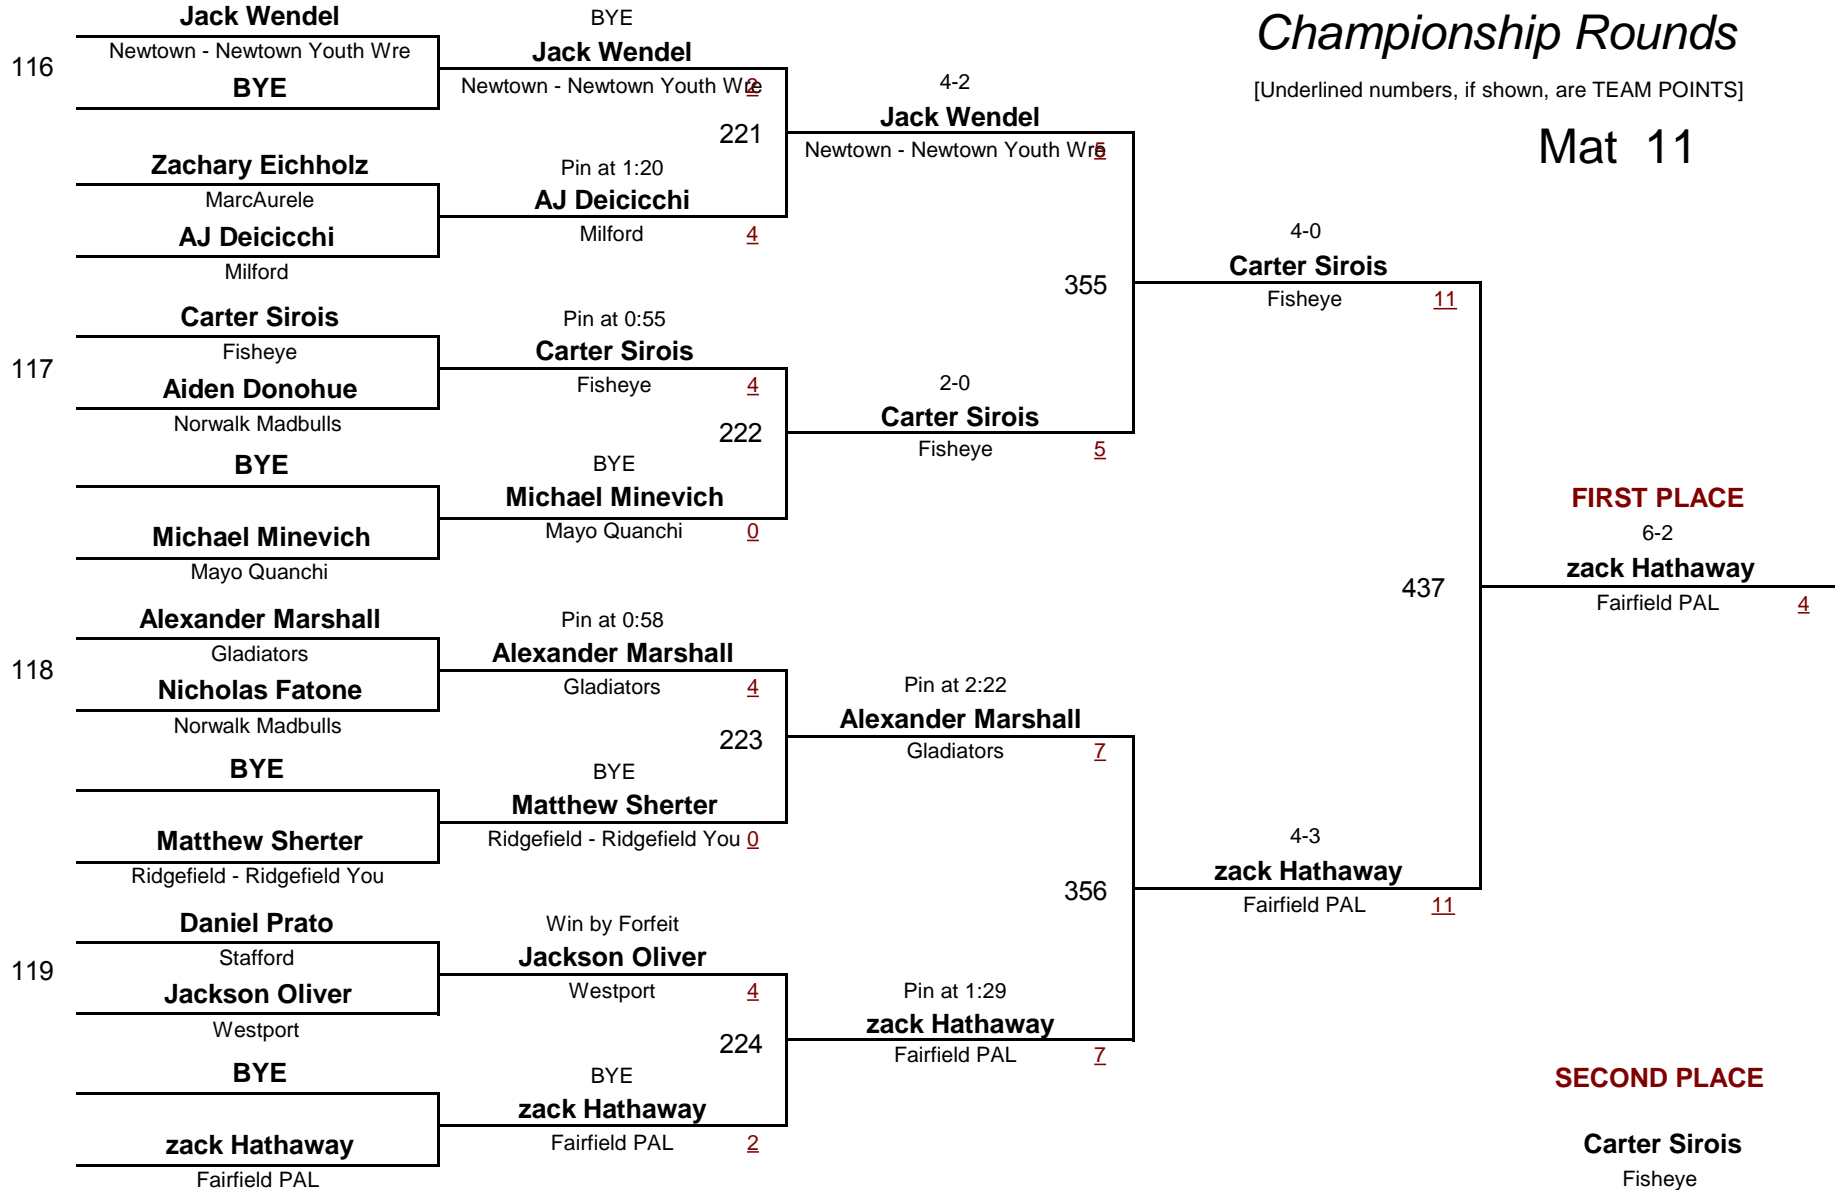 Championship Rounds
[Underlined numbers, if shown, are TEAM POINTS]
Mat 11
116
Jack Wendel
Newtown - Newtown Youth Wre
BYE
Zachary Eichholz
MarcAurele
AJ Deicicchi
Milford
117
Carter Sirois
Fisheye
Aiden Donohue
Norwalk Madbulls
BYE
Michael Minevich
Mayo Quanchi
118
Alexander Marshall
Gladiators
Nicholas Fatone
Norwalk Madbulls
BYE
Matthew Sherter
Ridgefield - Ridgefield You
119
Daniel Prato
Stafford
Jackson Oliver
Westport
BYE
zack Hathaway
Fairfield PAL
BYE
Jack Wendel
Newtown - Newtown Youth Wre 2
221
Pin at 1:20
AJ Deicicchi
Milford 4
Pin at 0:55
Carter Sirois
Fisheye 4
222
BYE
Michael Minevich
Mayo Quanchi 0
Pin at 0:58
Alexander Marshall
Gladiators 4
223
BYE
Matthew Sherter
Ridgefield - Ridgefield You 0
Win by Forfeit
Jackson Oliver
Westport 4
224
BYE
zack Hathaway
Fairfield PAL 2
4-2
Jack Wendel
Newtown - Newtown Youth Wre 5
355
2-0
Carter Sirois
Fisheye 5
Pin at 2:22
Alexander Marshall
Gladiators 7
356
Pin at 1:29
zack Hathaway
Fairfield PAL 7
4-0
Carter Sirois
Fisheye 11
437
4-3
zack Hathaway
Fairfield PAL 11
FIRST PLACE
6-2
zack Hathaway
Fairfield PAL 4
SECOND PLACE
Carter Sirois
Fisheye